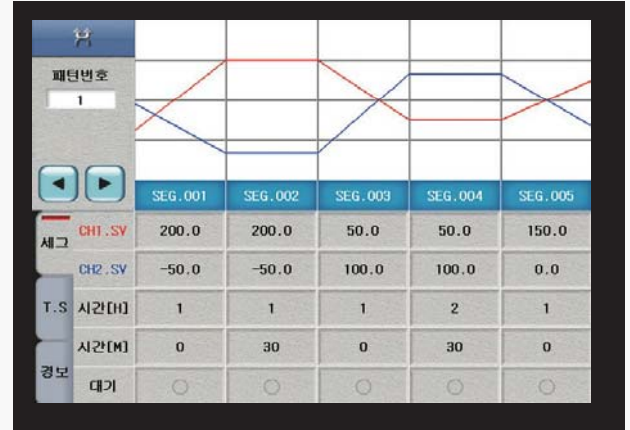 패턴번호
1
SEG.001 SEG.002 SEG.003 SEG.004 SEG.005
세그
CH1.SV 200.0 200.0 50.0 50.0 150.0
CH2.SV -50.0 -50.0 100.0 100.0 0.0
T.S
시간[H] 1 1 1 2 1
시간[M] 0 30 0 30 0
경보
대기